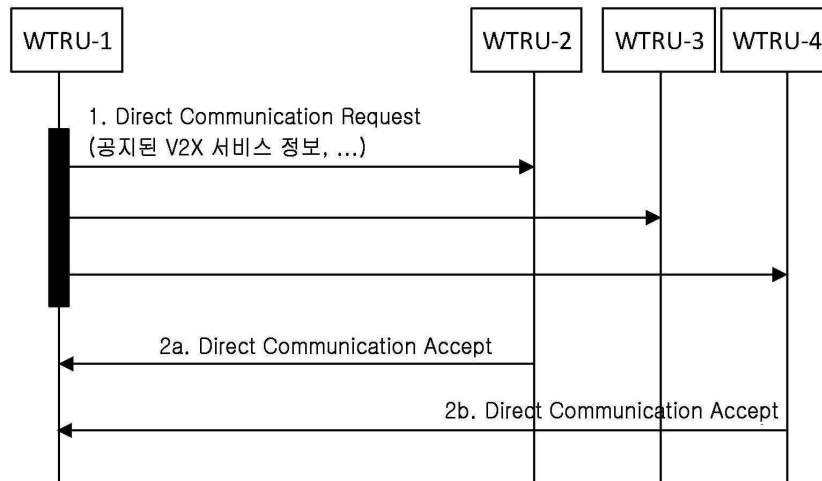 WTRU-1
WTRU-2
WTRU-3
WTRU-4
1. Direct Communication Request
(공지된 V2X 서비스 정보, ...)
2a. Direct Communication Accept
2b. Direct Communication Accept